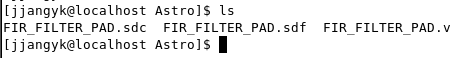 [jjangyk@localhost Astro]$ ls
FIR_FILTER_PAD.sdc  FIR_FILTER_PAD.sdf  FIR_FILTER_PAD.v
[jjangyk@localhost Astro]$